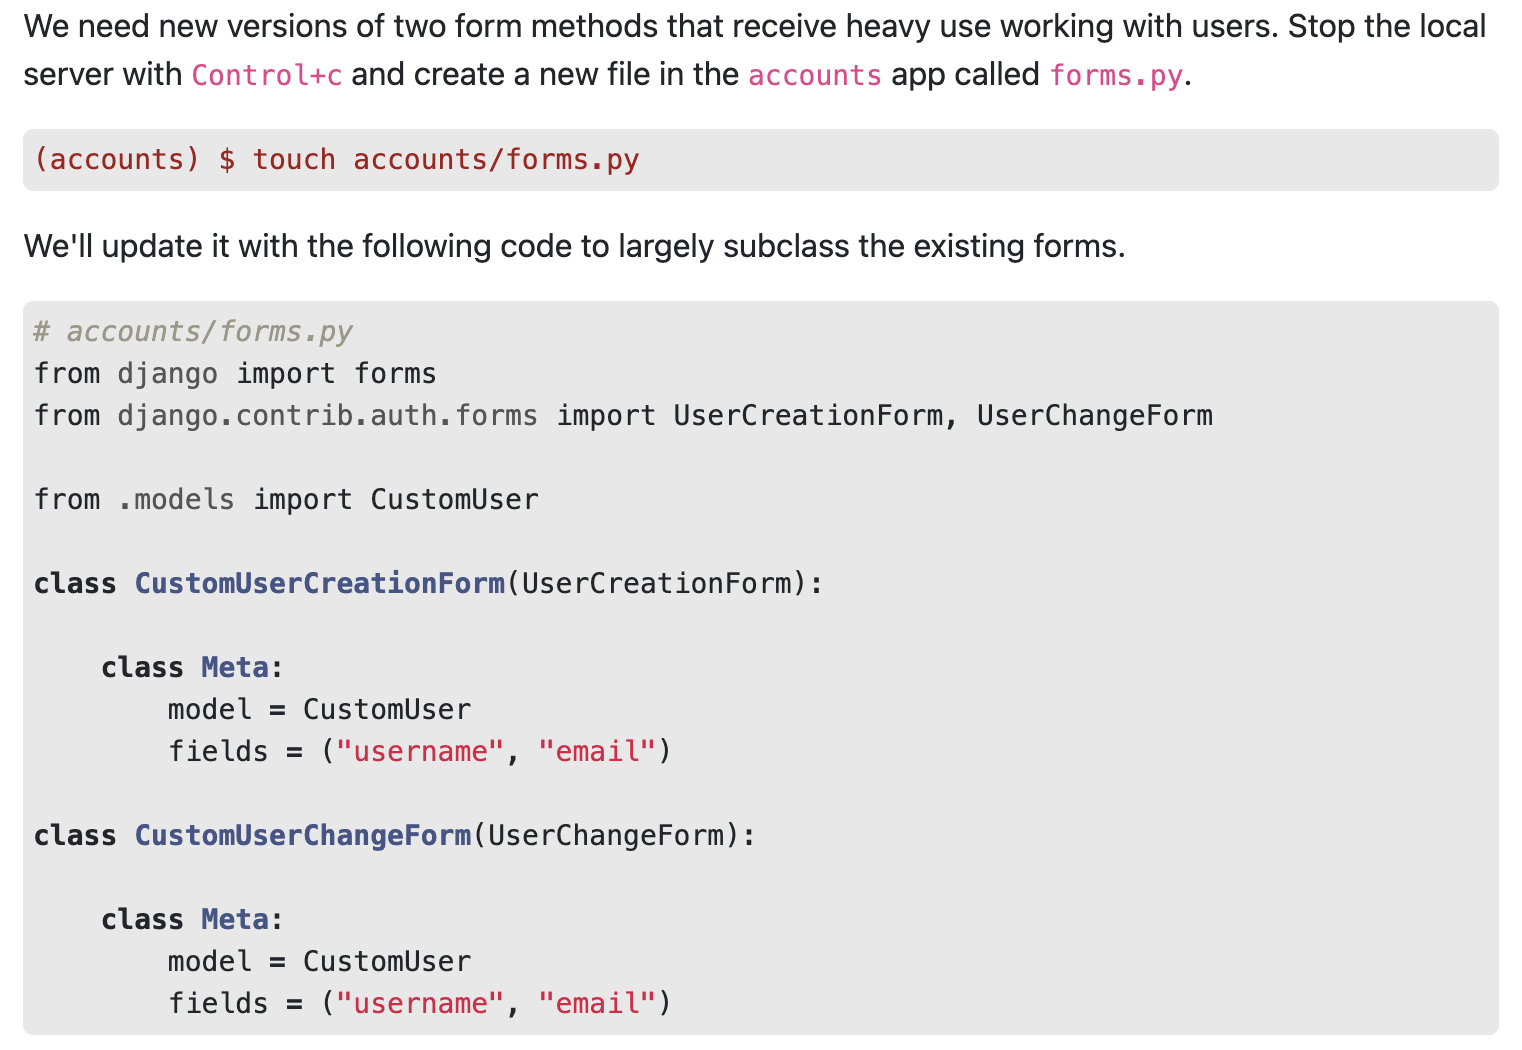 We need new versions of two form methods that receive heavy use working with users. Stop the local
server with Control+c and create a new file in the accounts app called forms.py.
(accounts) $ touch accounts/forms.py
We'll update it with the following code to largely subclass the existing forms.
# accounts/forms.py
from django import forms
from django.contrib.auth.forms import UserCreationForm, UserChangeForm
from .models import CustomUser
class CustomUserCreationForm(UserCreationForm):
    class Meta:
        model = CustomUser
        fields = ("username", "email")
class CustomUserChangeForm(UserChangeForm):
    class Meta:
        model = CustomUser
        fields = ("username", "email")